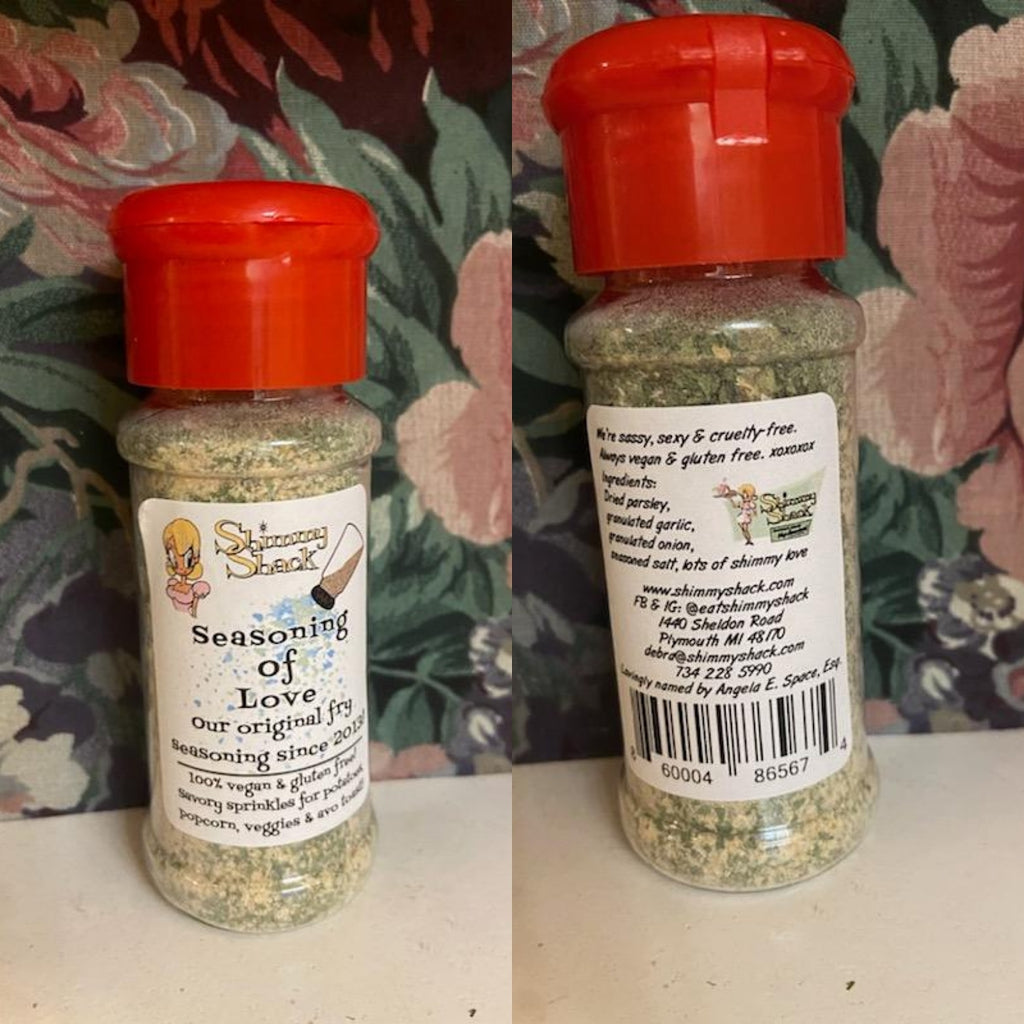 Shimmy
Shack
Seasoning
of
Love
our original fry
seasoning since 2013!
100% vegan & gluten free!
Savory sprinkles for potatoes,
popcorn, veggies & avo toast!
We're sassy, sexy & cruelty-free.
Always vegan & gluten free. xoxoxox
Ingredients:
Dried parsley,
granulated garlic,
granulated onion,
seasoned salt, lots of shimmy love
Shimmy
Shack
www.shimmyshack.com
FB & IG: @eatshimmyshack
1440 Sheldon Road
Plymouth MI 48170
debra@shimmyshack.com
734 228 5990
Lovingly named by Angela E. Space, Esq.
60004 86567 4